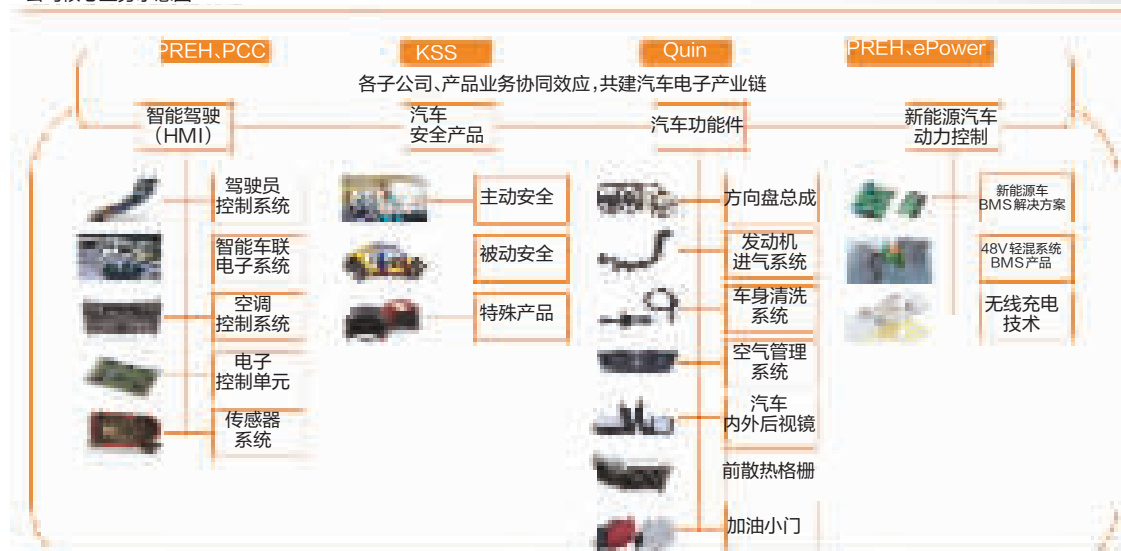 PREH、PCC
KSS
Quin
PREH、ePower
各子公司、产品业务协同效应,共建汽车电子产业链
智能驾驶
(HMI)
汽车
安全产品
汽车功能件
新能源汽车
动力控制
驾驶员
控制系统
智能车联
电子系统
空调
控制系统
电子
控制单元
传感器
系统
主动安全
被动安全
特殊产品
方向盘总成
发动机
进气系统
车身清洗
系统
空气管理
系统
汽车
内外后视镜
前散热格栅
加油小门
新能源车
BMS解决方案
48V轻混系统
BMS产品
无线充电
技术